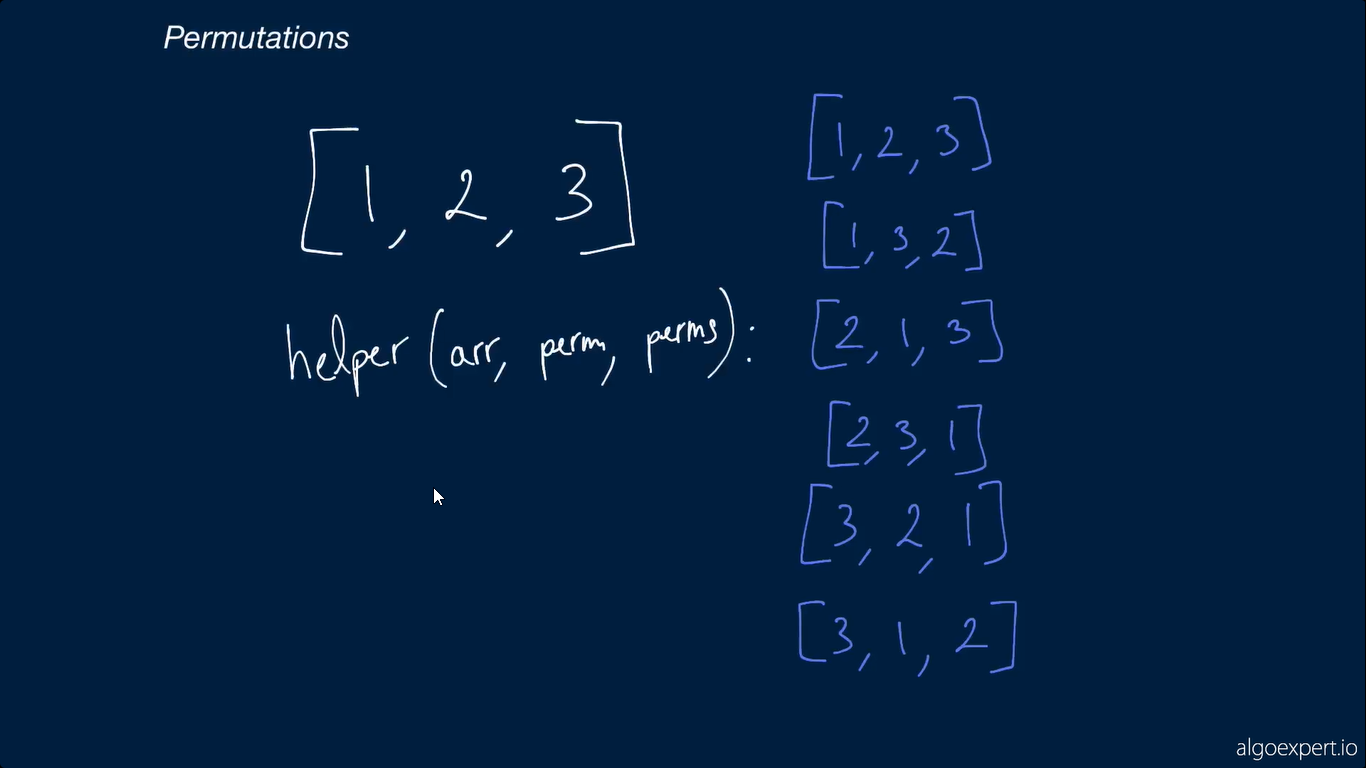 Permutations
[1, 2, 3]
helper (arr, perm, perms):
[1, 2, 3]
[1, 3, 2]
[2, 1, 3]
[2, 3, 1]
[3, 2, 1]
[3, 1, 2]
algoexpert.io